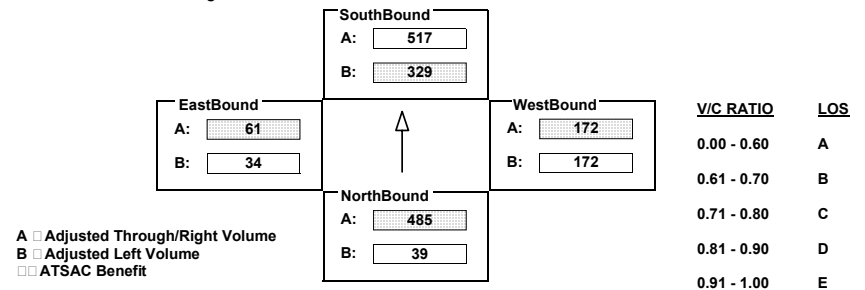 SouthBound
A: 517
B: 329
EastBound
A: 61
B: 34
WestBound
A: 172
B: 172
NorthBound
A: 485
B: 39
A □ Adjusted Through/Right Volume
B □ Adjusted Left Volume
□□ ATSAC Benefit
V/C RATIO LOS
0.00 - 0.60 A
0.61 - 0.70 B
0.71 - 0.80 C
0.81 - 0.90 D
0.91 - 1.00 E